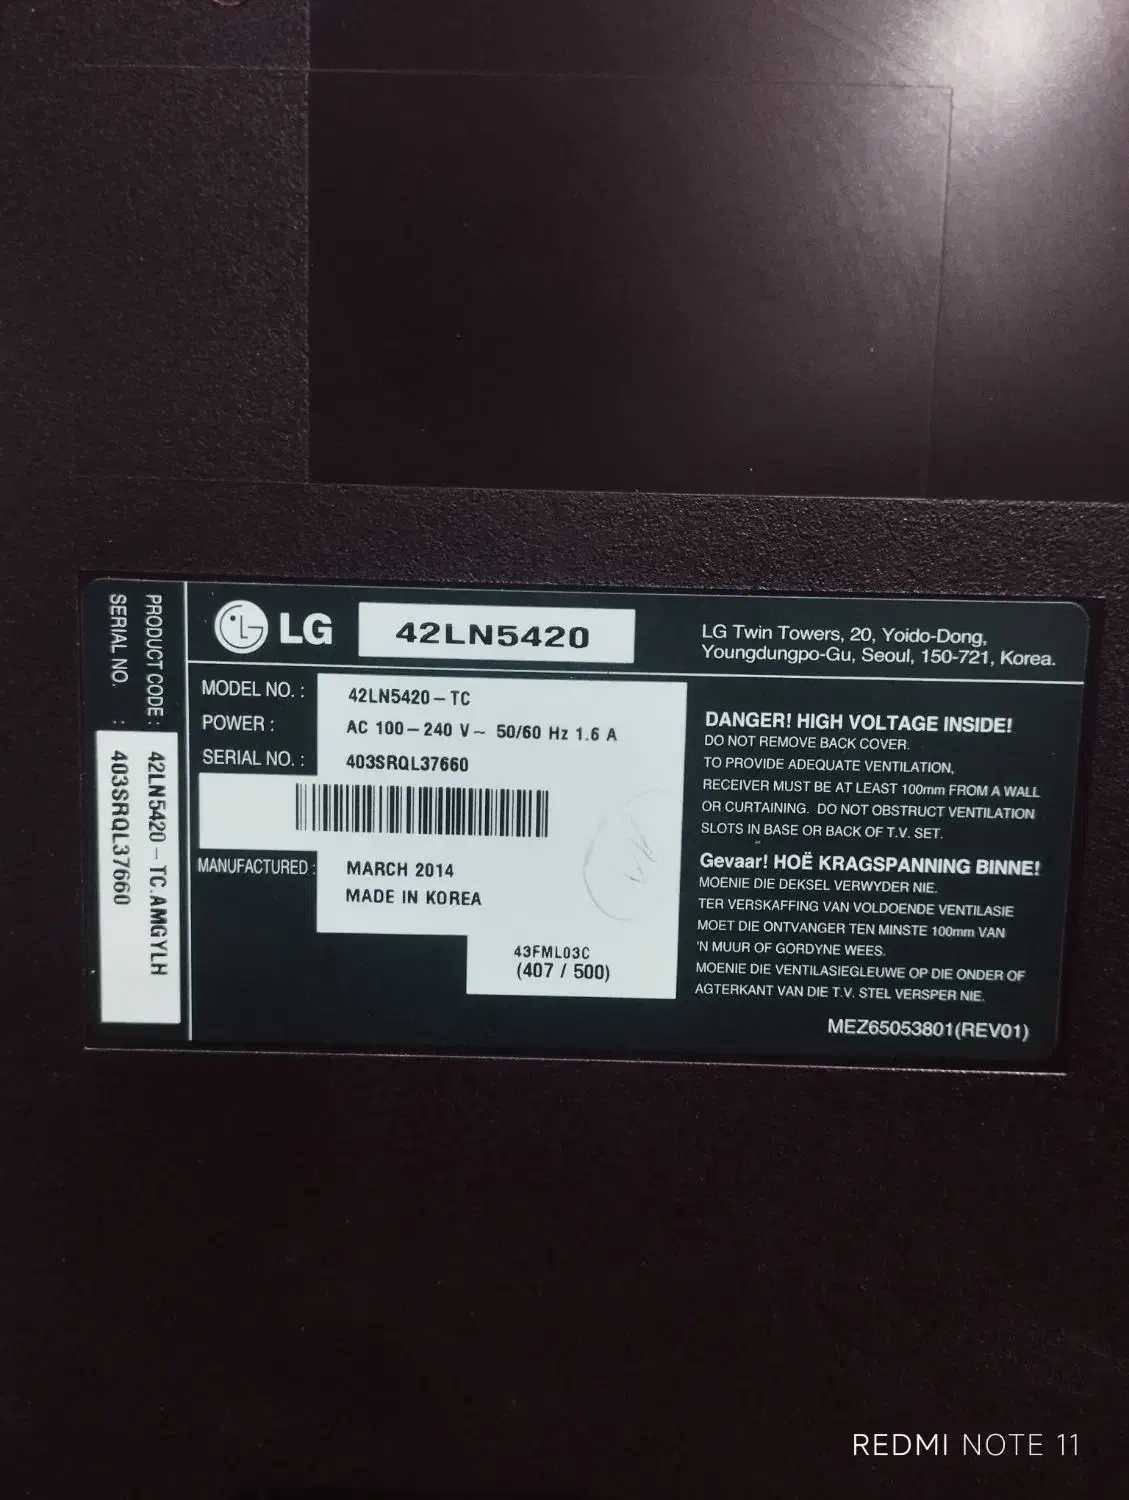 PRODUCT CODE : 42LN5420-TC.AMGYLH
SERIAL NO. : 403SRQL37660
LG
42LN5420
LG Twin Towers, 20, Yoido-Dong,
Youngdungpo-Gu, Seoul, 150-721, Korea.
MODEL NO. : 42LN5420-TC
POWER : AC 100-240 V~ 50/60 Hz 1.6 A
SERIAL NO. : 403SRQL37660
MANUFACTURED : MARCH 2014
MADE IN KOREA
43FML03C
(407 / 500)
DANGER! HIGH VOLTAGE INSIDE!
DO NOT REMOVE BACK COVER.
TO PROVIDE ADEQUATE VENTILATION,
RECEIVER MUST BE AT LEAST 100mm FROM A WALL
OR CURTAINING. DO NOT OBSTRUCT VENTILATION
SLOTS IN BASE OR BACK OF T.V. SET.
Gevaar! HOË KRAGSPANNING BINNE!
MOENIE DIE DEKSEL VERWYDER NIE.
TER VERSKAFFING VAN VOLDOENDE VENTILASIE
MOET DIE ONTVANGER TEN MINSTE 100mm VAN
'N MUUR OF GORDYNE WEES.
MOENIE DIE VENTILASIEGLEUWE OP DIE ONDER OF
AGTERKANT VAN DIE T.V. STEL VERSPER NIE.
MEZ65053801(REV01)
REDMI NOTE 11